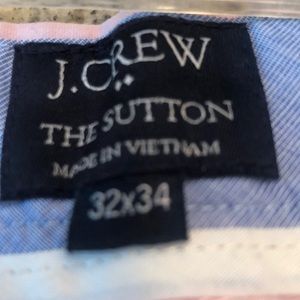 J.CREW
THE SUTTON
MADE IN VIETNAM
32x34